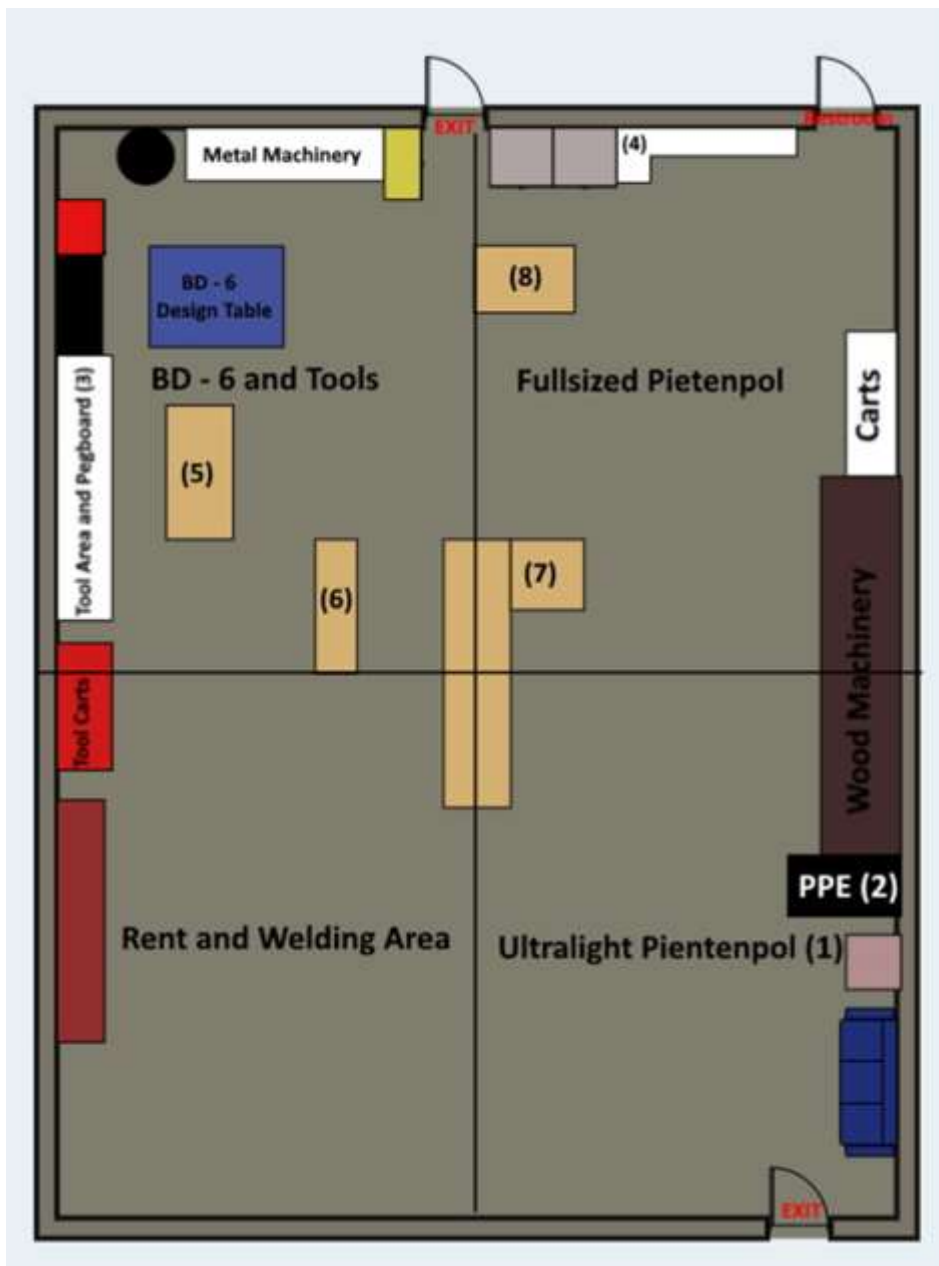 EXIT
Restroom
Metal Machinery
(4)
BD - 6
Design Table
(8)
BD - 6 and Tools
Fullsized Pietenpol
Tool Area and Pegboard (3)
Carts
(5)
(6)
(7)
Tool Carts
Wood Machinery
PPE (2)
Rent and Welding Area
Ultralight Pientenpol (1)
EXIT